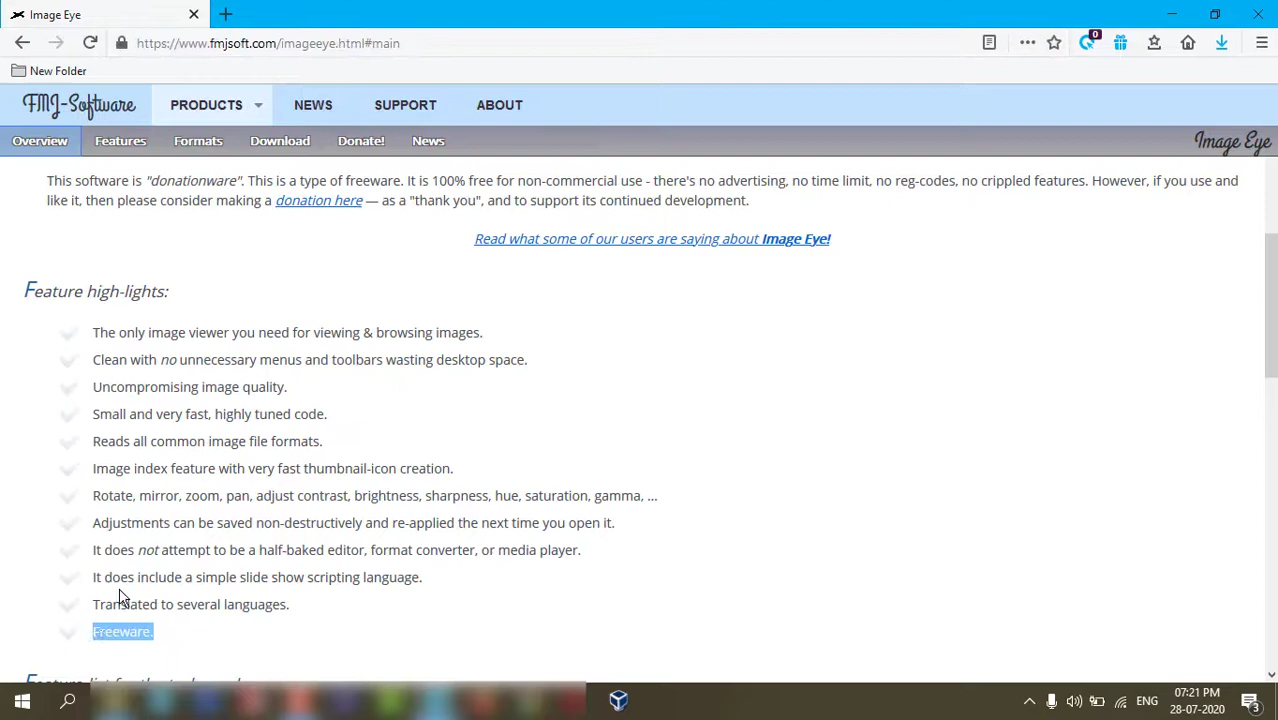 Image Eye
https://www.fmjsoft.com/imageeye.html#main
0
New Folder
FMJ-Software PRODUCTS NEWS SUPPORT ABOUT
Overview Features Formats Download Donate! News Image Eye
This software is "donationware". This is a type of freeware. It is 100% free for non-commercial use - there's no advertising, no time limit, no reg-codes, no crippled features. However, if you use and
like it, then please consider making a donation here — as a "thank you", and to support its continued development.
Read what some of our users are saying about Image Eye!
Feature high-lights:
The only image viewer you need for viewing & browsing images.
Clean with no unnecessary menus and toolbars wasting desktop space.
Uncompromising image quality.
Small and very fast, highly tuned code.
Reads all common image file formats.
Image index feature with very fast thumbnail-icon creation.
Rotate, mirror, zoom, pan, adjust contrast, brightness, sharpness, hue, saturation, gamma, ...
Adjustments can be saved non-destructively and re-applied the next time you open it.
It does not attempt to be a half-baked editor, format converter, or media player.
It does include a simple slide show scripting language.
Translated to several languages.
Freeware.
ENG
07:21 PM
28-07-2020
3